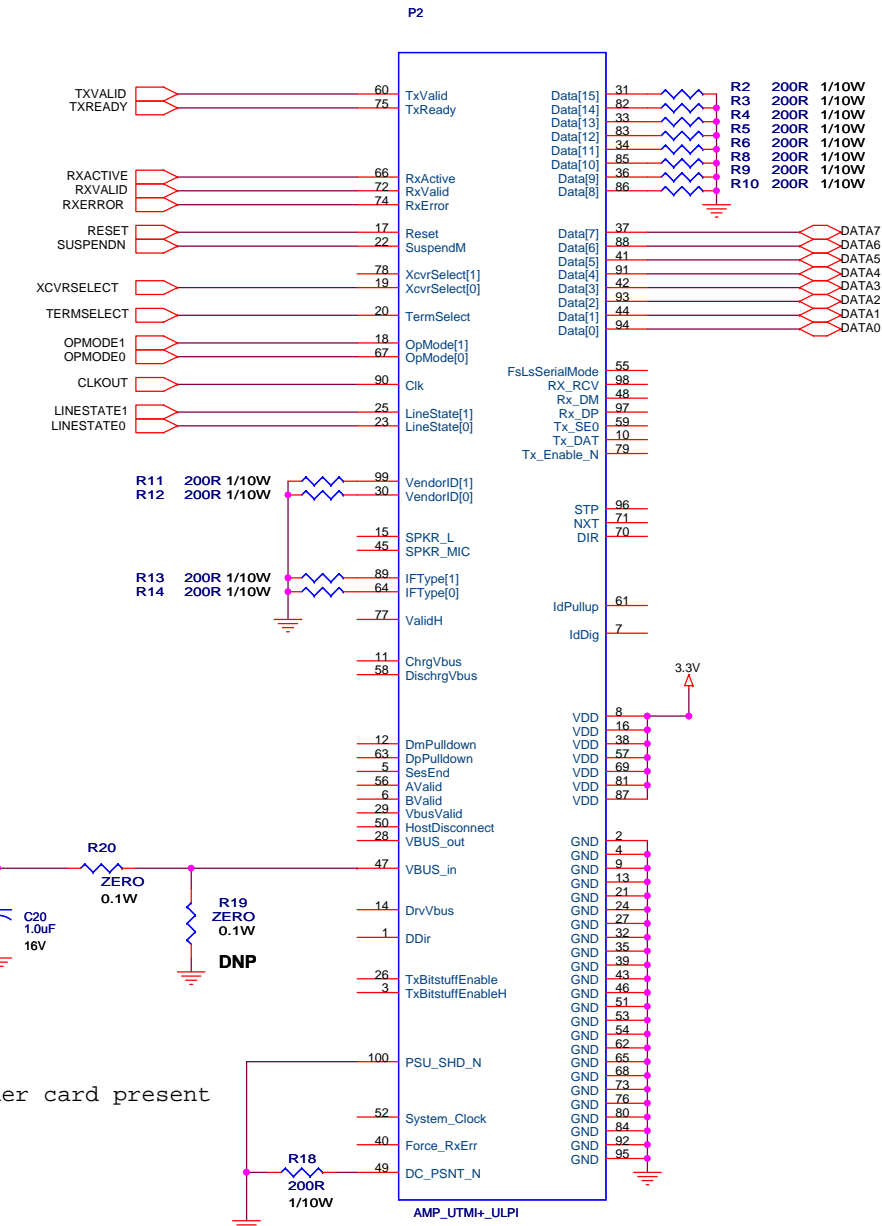 P2
TXVALID 60 TxValid
TXREADY 75 TxReady
RXACTIVE 66 RxActive
RXVALID 72 RxValid
RXERROR 74 RxError
RESET 17 Reset
SUSPENDN 22 SuspendM
78 XcvrSelect[1]
XCVRSELECT 19 XcvrSelect[0]
TERMSELECT 20 TermSelect
OPMODE1 18 OpMode[1]
OPMODE0 67 OpMode[0]
CLKOUT 90 Clk
LINESTATE1 25 LineState[1]
LINESTATE0 23 LineState[0]
R11 200R 1/10W 99 VendorID[1]
R12 200R 1/10W 30 VendorID[0]
15 SPKR_L
45 SPKR_MIC
R13 200R 1/10W 89 IFType[1]
R14 200R 1/10W 64 IFType[0]
77 ValidH
11 ChrgVbus
58 DischrgVbus
12 DmPulldown
63 DpPulldown
5 SesEnd
56 AValid
6 BValid
29 VbusValid
50 HostDisconnect
28 VBUS_out
47 VBUS_in
14 DrvVbus
1 DDir
26 TxBitstuffEnable
3 TxBitstuffEnableH
100 PSU_SHD_N
52 System_Clock
40 Force_RxErr
49 DC_PSNT_N
Data[15] 31 R2 200R 1/10W
Data[14] 82 R3 200R 1/10W
Data[13] 33 R4 200R 1/10W
Data[12] 83 R5 200R 1/10W
Data[11] 34 R6 200R 1/10W
Data[10] 85 R8 200R 1/10W
Data[9] 36 R9 200R 1/10W
Data[8] 86 R10 200R 1/10W
Data[7] 37 DATA7
Data[6] 88 DATA6
Data[5] 41 DATA5
Data[4] 91 DATA4
Data[3] 42 DATA3
Data[2] 93 DATA2
Data[1] 44 DATA1
Data[0] 94 DATA0
FsLsSerialMode 55
RX_RCV 98
Rx_DM 48
Rx_DP 97
Tx_SE0 59
Tx_DAT 10
Tx_Enable_N 79
STP 96
NXT 71
DIR 70
IdPullup 61
IdDig 7
3.3V
VDD 8
VDD 16
VDD 38
VDD 57
VDD 69
VDD 81
VDD 87
GND 2
GND 4
GND 9
GND 13
GND 21
GND 24
GND 27
GND 32
GND 35
GND 39
GND 43
GND 46
GND 51
GND 53
GND 54
GND 62
GND 65
GND 68
GND 73
GND 76
GND 80
GND 84
GND 92
GND 95
R20
ZERO
0.1W
C20
1.0uF
16V
R19
ZERO
0.1W
DNP
er card present
R18
200R
1/10W
AMP_UTMI+_ULPI